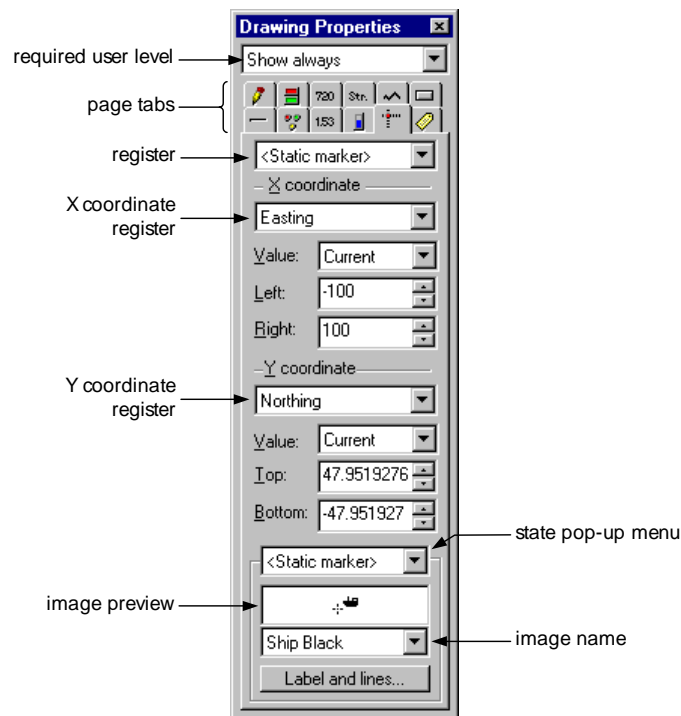 Drawing Properties
required user level
Show always
page tabs
720 Str.
1.53
register
<Static marker>
X coordinate
X coordinate
register
Easting
Value: Current
Left: -100
Right: 100
Y coordinate
Y coordinate
register
Northing
Value: Current
Top: 47.9519276
Bottom: -47.951927
state pop-up menu
<Static marker>
image preview
Ship Black
image name
Label and lines...